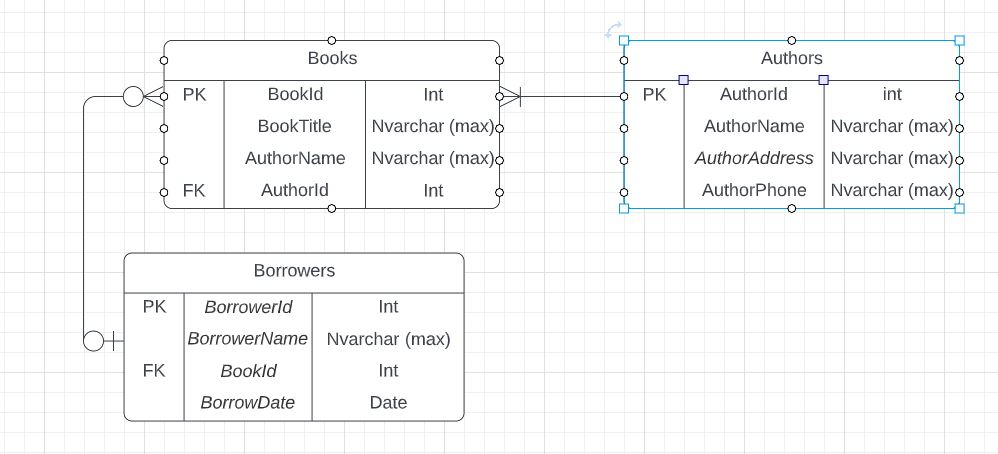 Books
PK BookId Int
BookTitle Nvarchar (max)
AuthorName Nvarchar (max)
FK AuthorId Int
Authors
PK AuthorId int
AuthorName Nvarchar (max)
AuthorAddress Nvarchar (max)
AuthorPhone Nvarchar (max)
Borrowers
PK BorrowerId Int
BorrowerName Nvarchar (max)
FK BookId Int
BorrowDate Date